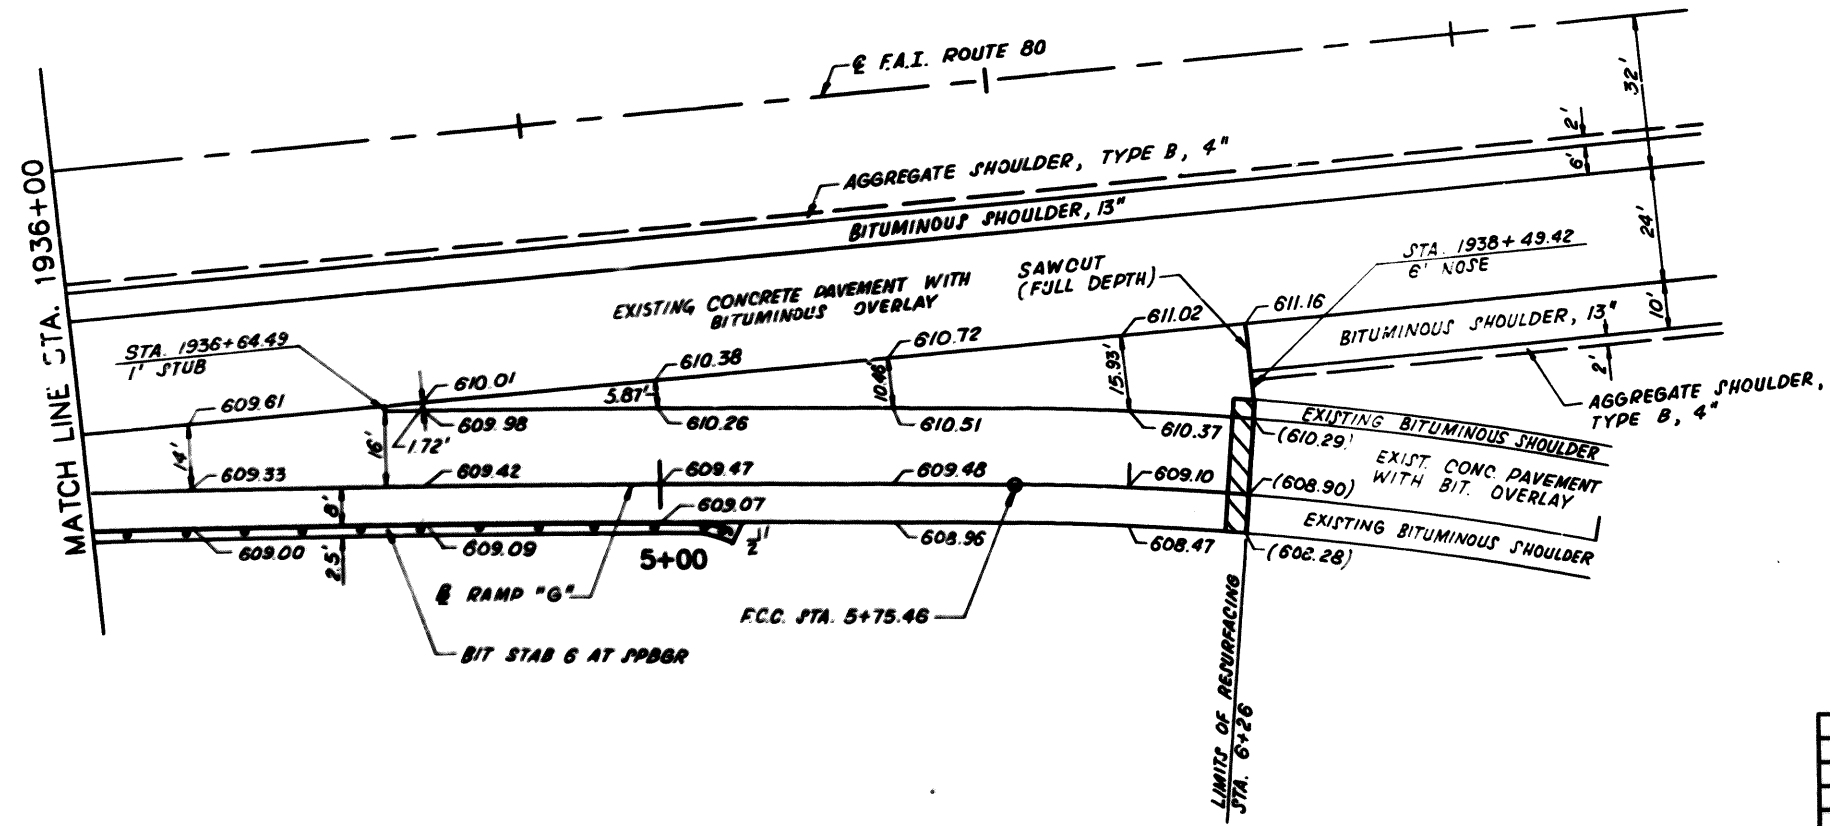 ℄ F.A.I. ROUTE 80
32'
2'
6'
AGGREGATE SHOULDER, TYPE B, 4"
BITUMINOUS SHOULDER, 13"
24'
MATCH LINE STA. 1936+00
STA. 1938+49.42
6' NOSE
SAWCUT
(FULL DEPTH)
EXISTING CONCRETE PAVEMENT WITH
BITUMINOUS OVERLAY
611.16
611.02
610.72
610.38
10'
BITUMINOUS SHOULDER, 13"
2'
AGGREGATE SHOULDER,
TYPE B, 4"
STA. 1936+64.49
1' STUB
610.01
5.87'
10.46'
15.93'
609.61
609.98
610.26
610.51
610.37
(610.29)
EXISTING BITUMINOUS SHOULDER
1.72'
14'
16'
609.33
609.42
609.47
609.48
609.10
(608.90)
EXIST. CONC. PAVEMENT
WITH BIT. OVERLAY
8'
609.07
EXISTING BITUMINOUS SHOULDER
609.00
2.5'
609.09
5+00
2'
608.96
608.47
RAMP "G"
STA. 5+75.46
BIT STAB 6 AT SPBGR
LIMITS OF RESURFACING
STA. 6+26